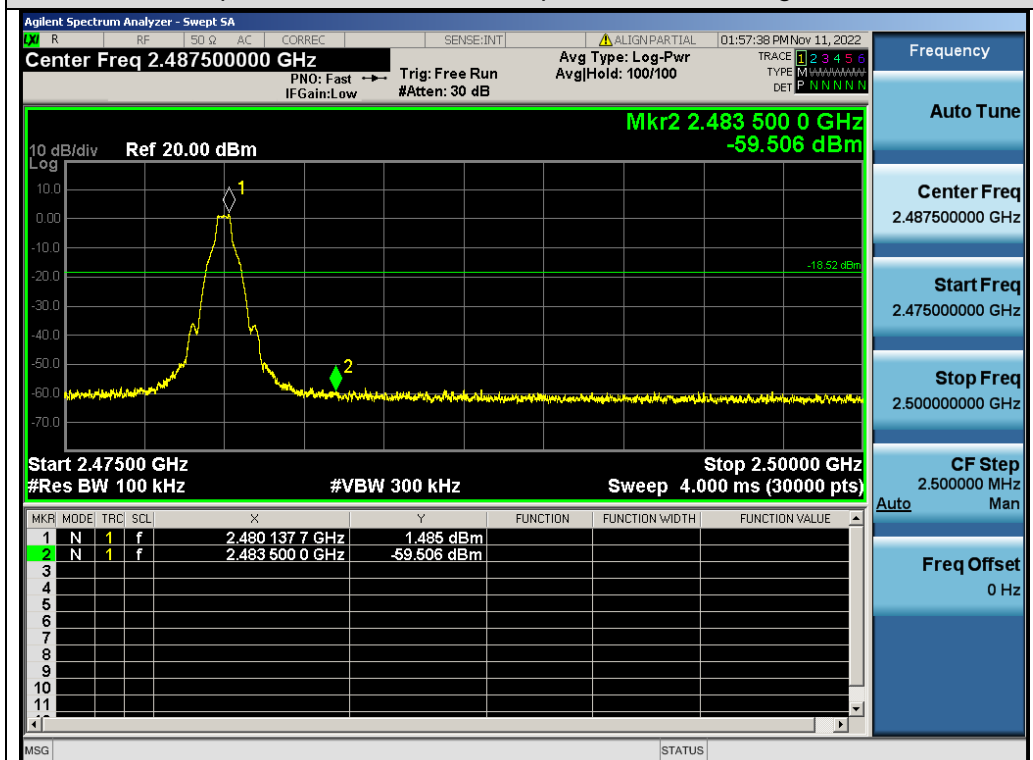 Agilent Spectrum Analyzer - Swept SA
LXI R RF 50 Ω AC CORREC SENSE:INT ALIGN PARTIAL 01:57:38 PM Nov 11, 2022
Center Freq 2.487500000 GHz
PNO: Fast
IFGain:Low
Trig: Free Run
#Atten: 30 dB
Avg Type: Log-Pwr
Avg|Hold: 100/100
TRACE 1 2 3 4 5 6
TYPE M
DET P N N N N N
Mkr2 2.483 500 0 GHz
-59.506 dBm
10 dB/div Ref 20.00 dBm
Log
10.0
0.00
-10.0
-20.0
-30.0
-40.0
-50.0
-60.0
-70.0
1
-18.52 dBm
2
Start 2.47500 GHz Stop 2.50000 GHz
#Res BW 100 kHz #VBW 300 kHz Sweep 4.000 ms (30000 pts)
MKR MODE TRC SCL X Y FUNCTION FUNCTION WIDTH FUNCTION VALUE
1 N 1 f 2.480 137 7 GHz 1.485 dBm
2 N 1 f 2.483 500 0 GHz -59.506 dBm
3
4
5
6
7
8
9
10
11
MSG STATUS
Frequency
Auto Tune
Center Freq
2.487500000 GHz
Start Freq
2.475000000 GHz
Stop Freq
2.500000000 GHz
CF Step
2.500000 MHz
Auto Man
Freq Offset
0 Hz